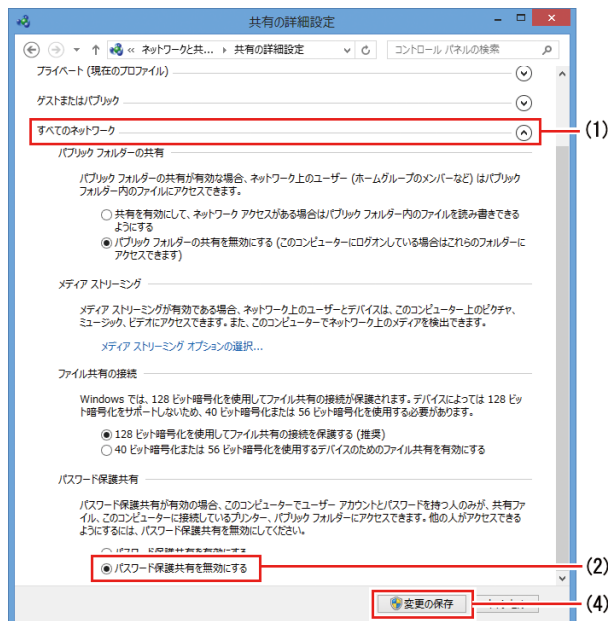 共有の詳細設定
« ネットワークと共... ▸ 共有の詳細設定
コントロール パネルの検索
プライベート (現在のプロファイル)
ゲストまたはパブリック
すべてのネットワーク
(1)
パブリック フォルダーの共有
パブリック フォルダーの共有が有効な場合、ネットワーク上のユーザー (ホームグループのメンバーなど) はパブリック
フォルダー内のファイルにアクセスできます。
共有を有効にして、ネットワーク アクセスがある場合はパブリック フォルダー内のファイルを読み書きできる
ようにする
パブリック フォルダーの共有を無効にする (このコンピューターにログオンしている場合はこれらのフォルダーに
アクセスできます)
メディア ストリーミング
メディア ストリーミングが有効である場合、ネットワーク上のユーザーとデバイスは、このコンピューター上のピクチャ、
ミュージック、ビデオにアクセスできます。また、このコンピューターでネットワーク上のメディアを検出できます。
メディア ストリーミング オプションの選択...
ファイル共有の接続
Windows では、128 ビット暗号化を使用してファイル共有の接続が保護されます。デバイスによっては 128 ビッ
ト暗号化をサポートしないため、40 ビット暗号化または 56 ビット暗号化を使用する必要があります。
128 ビット暗号化を使用してファイル共有の接続を保護する (推奨)
40 ビット暗号化または 56 ビット暗号化を使用するデバイスのためのファイル共有を有効にする
パスワード保護共有
パスワード保護共有が有効の場合、このコンピューターでユーザー アカウントとパスワードを持つ人のみが、共有ファ
イル、このコンピューターに接続しているプリンター、パブリック フォルダーにアクセスできます。他の人がアクセスできる
ようにするには、パスワード保護共有を無効にしてください。
パスワード保護共有を有効にする
パスワード保護共有を無効にする
(2)
変更の保存
(4)